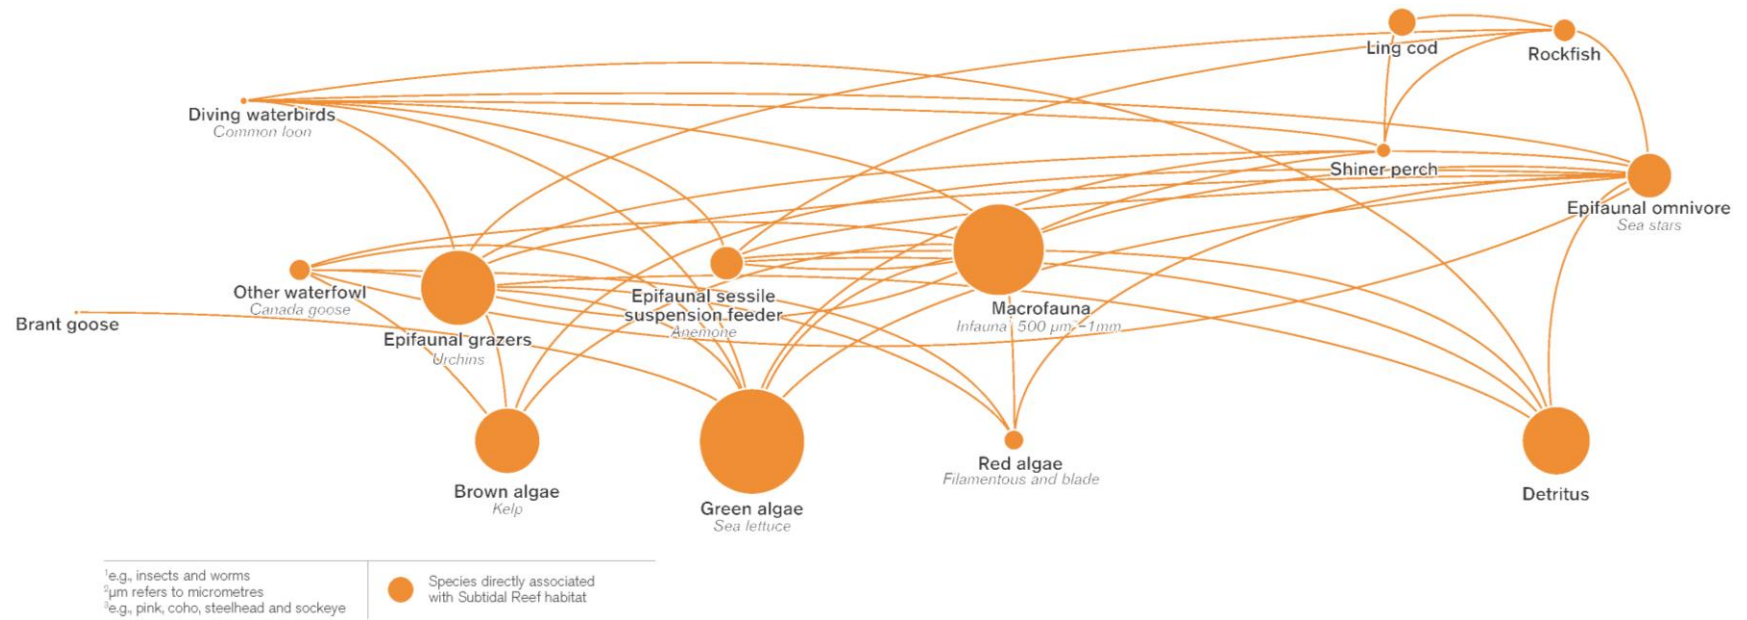 Ling cod
Rockfish
Diving waterbirds
Common loon
Shiner perch
Epifaunal omnivore
Sea stars
Other waterfowl
Canada goose
Epifaunal sessile
suspension feeder
Anemone
Macrofauna
Infauna 500 µm –1mm
Brant goose
Epifaunal grazers
Urchins
Brown algae
Kelp
Green algae
Sea lettuce
Red algae
Filamentous and blade
Detritus
¹e.g., insects and worms
²µm refers to micrometres
³e.g., pink, coho, steelhead and sockeye
Species directly associated
with Subtidal Reef habitat